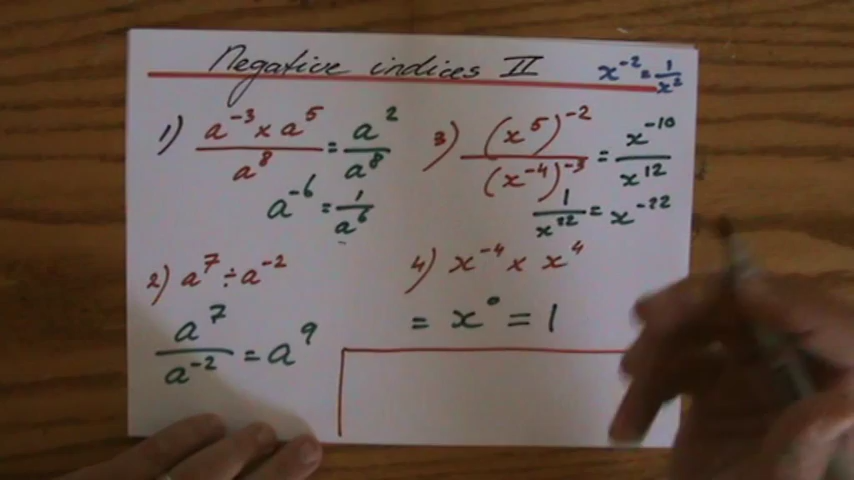 Negative indices II x⁻² = 1/x²
1) (a⁻³ × a⁵)/a⁸ = a²/a⁸
a⁻⁶ = 1/a⁶
2) a⁷ ÷ a⁻²
a⁷/a⁻² = a⁹
3) (x⁵)⁻²/(x⁻⁴)⁻³ = x⁻¹⁰/x¹²
1/x²² = x⁻²²
4) x⁻⁴ × x⁴
= x⁰ = 1